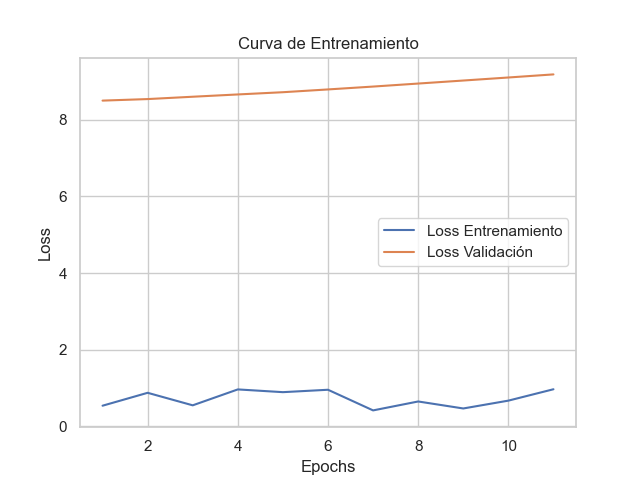 Curva de Entrenamiento
8
6
4
2
0
Loss
Loss Entrenamiento
Loss Validación
2 4 6 8 10
Epochs